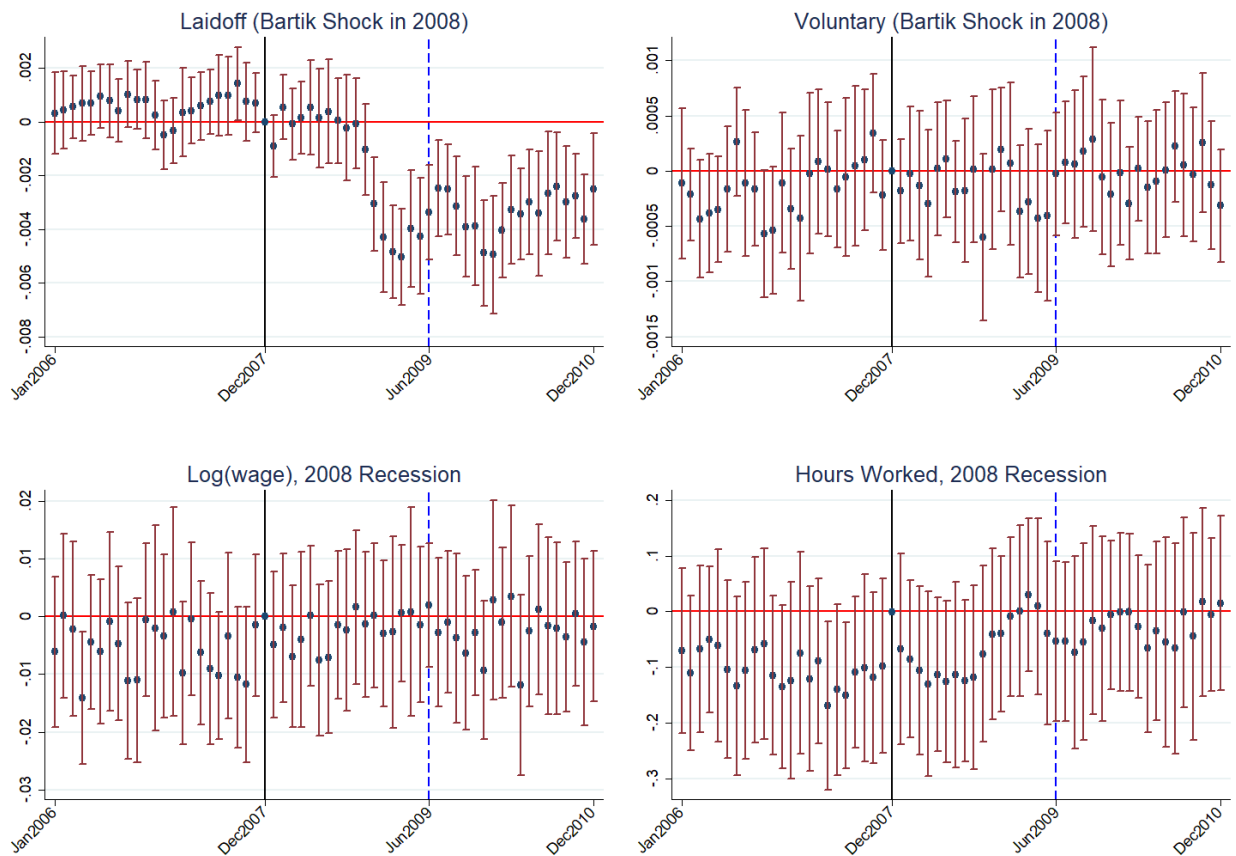 Laidoff (Bartik Shock in 2008)
.002
0
-.002
-.004
-.006
-.008
Jan2006
Dec2007
Jun2009
Dec2010
Voluntary (Bartik Shock in 2008)
.001
.0005
0
-.0005
-.001
-.0015
Jan2006
Dec2007
Jun2009
Dec2010
Log(wage), 2008 Recession
.02
.01
0
-.01
-.02
-.03
Jan2006
Dec2007
Jun2009
Dec2010
Hours Worked, 2008 Recession
.2
.1
0
-.1
-.2
-.3
Jan2006
Dec2007
Jun2009
Dec2010